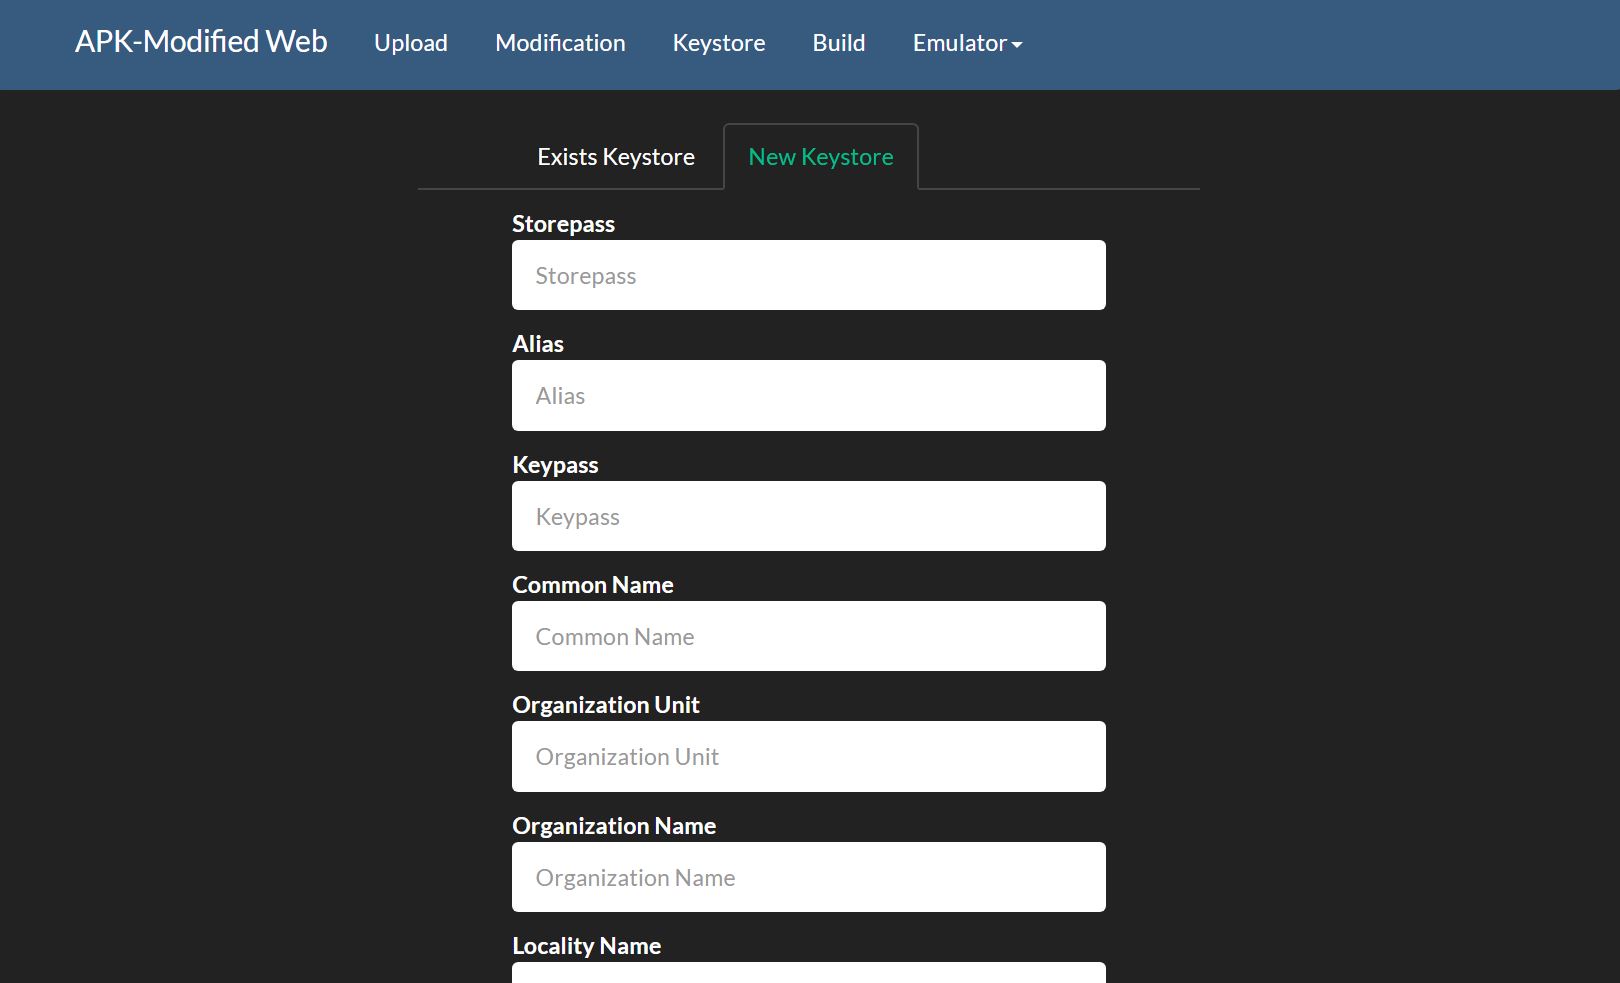 APK-Modified Web Upload Modification Keystore Build Emulator
Exists Keystore New Keystore
Storepass
Storepass
Alias
Alias
Keypass
Keypass
Common Name
Common Name
Organization Unit
Organization Unit
Organization Name
Organization Name
Locality Name